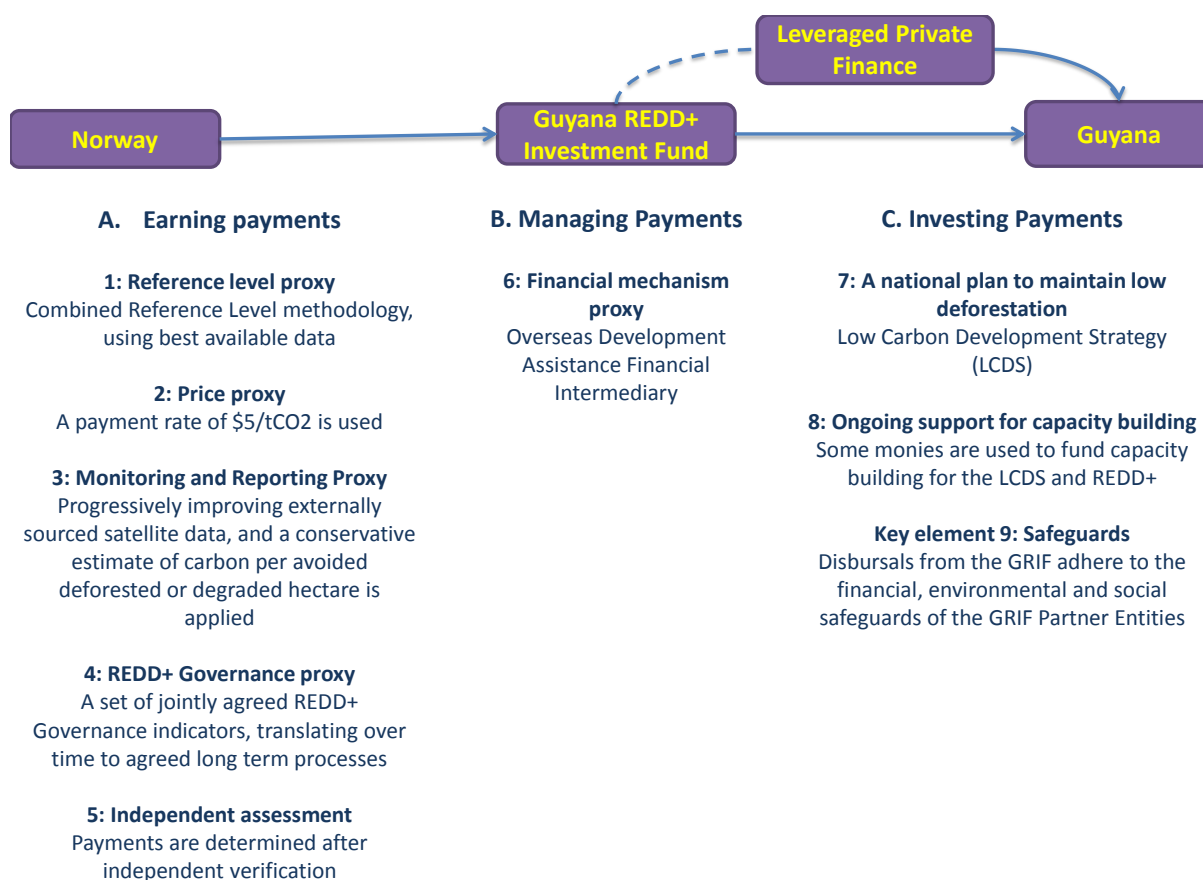 Leveraged Private
Finance
Norway
Guyana REDD+
Investment Fund
Guyana
A. Earning payments
1: Reference level proxy
Combined Reference Level methodology,
using best available data
2: Price proxy
A payment rate of $5/tCO2 is used
3: Monitoring and Reporting Proxy
Progressively improving externally
sourced satellite data, and a conservative
estimate of carbon per avoided
deforested or degraded hectare is
applied
4: REDD+ Governance proxy
A set of jointly agreed REDD+
Governance indicators, translating over
time to agreed long term processes
5: Independent assessment
Payments are determined after
independent verification
B. Managing Payments
6: Financial mechanism
proxy
Overseas Development
Assistance Financial
Intermediary
C. Investing Payments
7: A national plan to maintain low
deforestation
Low Carbon Development Strategy
(LCDS)
8: Ongoing support for capacity building
Some monies are used to fund capacity
building for the LCDS and REDD+
Key element 9: Safeguards
Disbursals from the GRIF adhere to the
financial, environmental and social
safeguards of the GRIF Partner Entities